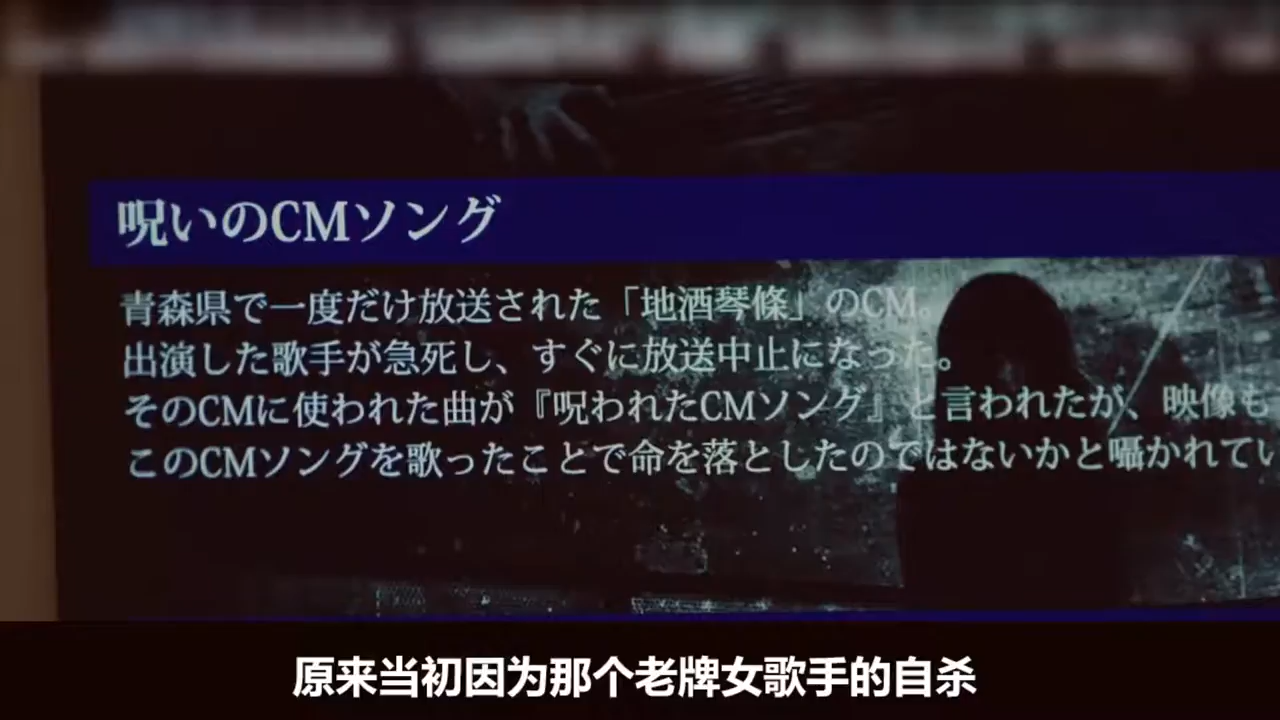 呪いのCMソング
青森県で一度だけ放送された「地酒琴條」のCM。
出演した歌手が急死し、すぐに放送中止になった。
そのCMに使われた曲が『呪われたCMソング』と言われたが、映像も
このCMソングを歌ったことで命を落としたのではないかと囁かれてい
原来当初因为那个老牌女歌手的自杀